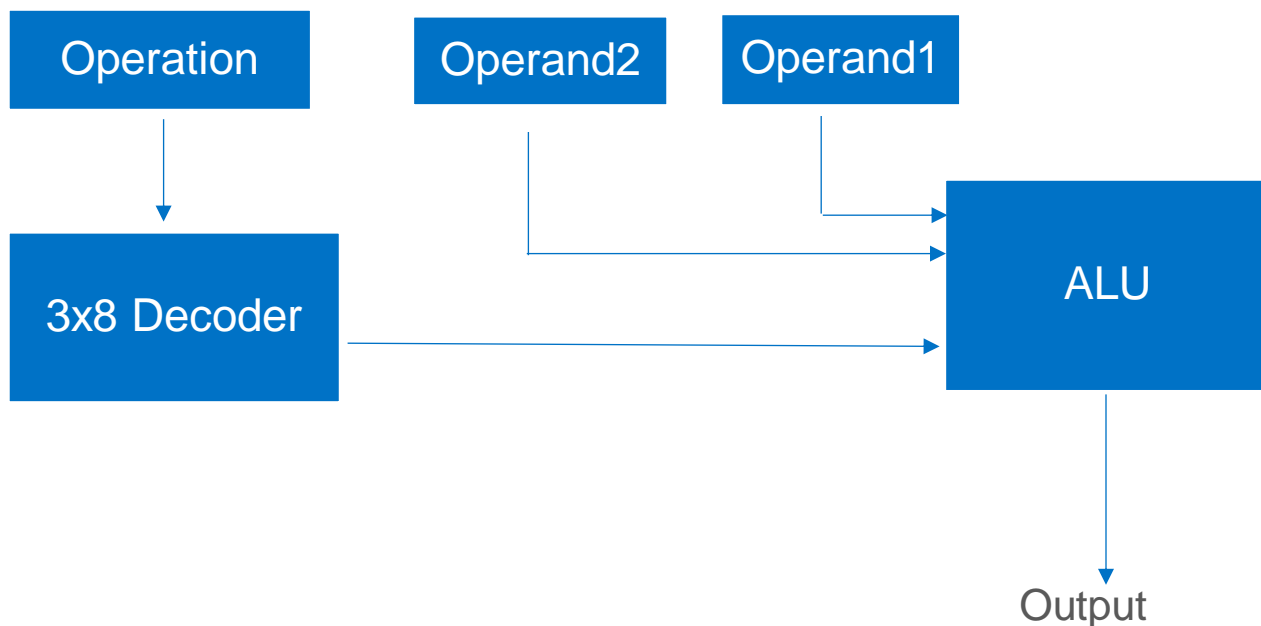 Operation
Operand2
Operand1
3x8 Decoder
ALU
Output